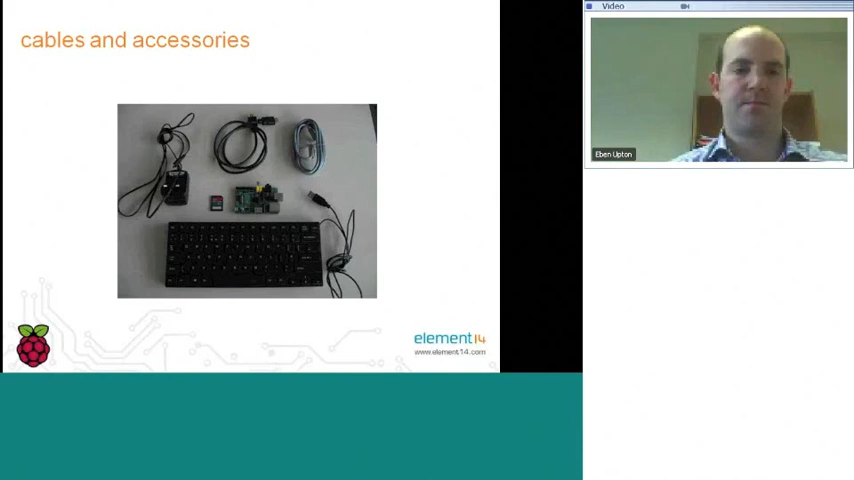 cables and accessories
element14
www.element14.com
Video
Eben Upton